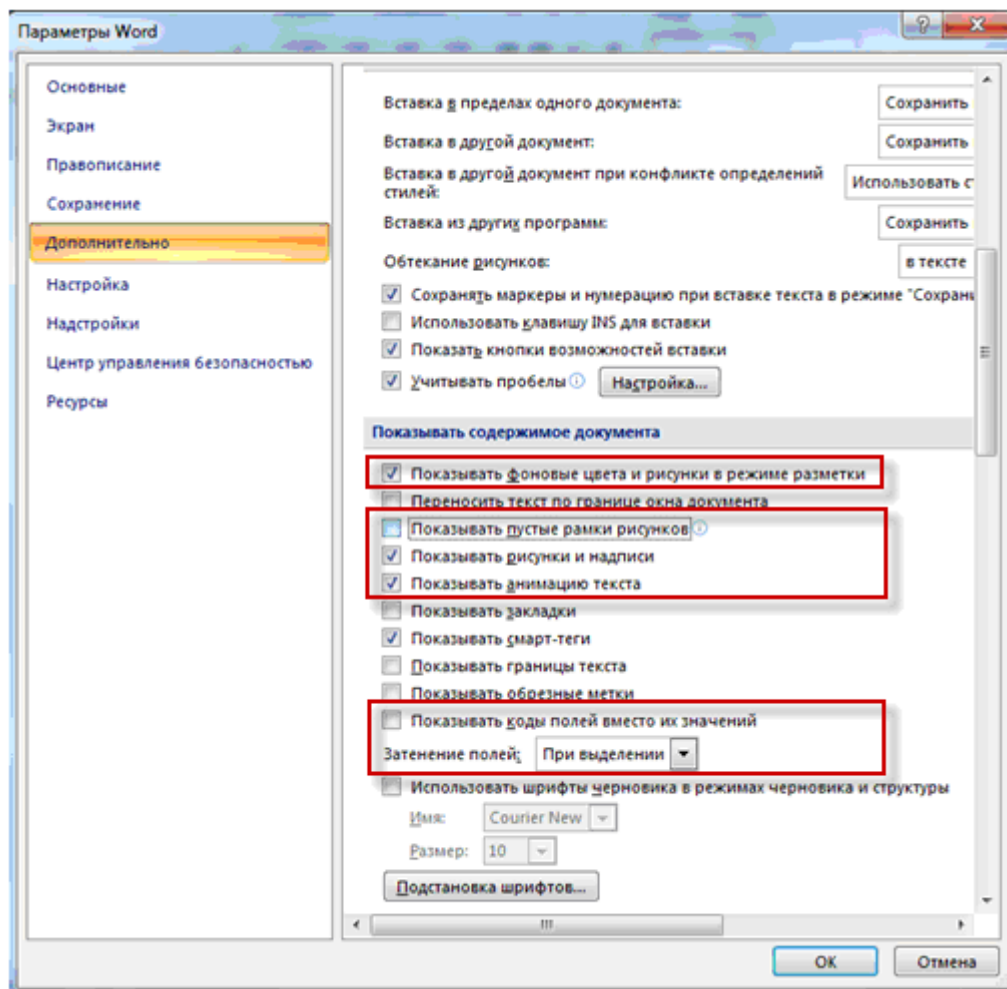 Параметры Word
Основные
Экран
Правописание
Сохранение
Дополнительно
Настройка
Надстройки
Центр управления безопасностью
Ресурсы
Вставка в пределах одного документа: Сохранить
Вставка в другой документ: Сохранить
Вставка в другой документ при конфликте определений
стилей: Использовать с
Вставка из других программ: Сохранить
Обтекание рисунков: в тексте
Сохранять маркеры и нумерацию при вставке текста в режиме "Сохрани
Использовать клавишу INS для вставки
Показать кнопки возможностей вставки
Учитывать пробелы Настройка...
Показывать содержимое документа
Показывать фоновые цвета и рисунки в режиме разметки
Переносить текст по границе окна документа
Показывать пустые рамки рисунков
Показывать рисунки и надписи
Показывать анимацию текста
Показывать закладки
Показывать смарт-теги
Показывать границы текста
Показывать обрезные метки
Показывать коды полей вместо их значений
Затенение полей: При выделении
Использовать шрифты черновика в режимах черновика и структуры
Имя: Courier New
Размер: 10
Подстановка шрифтов...
ОК Отмена